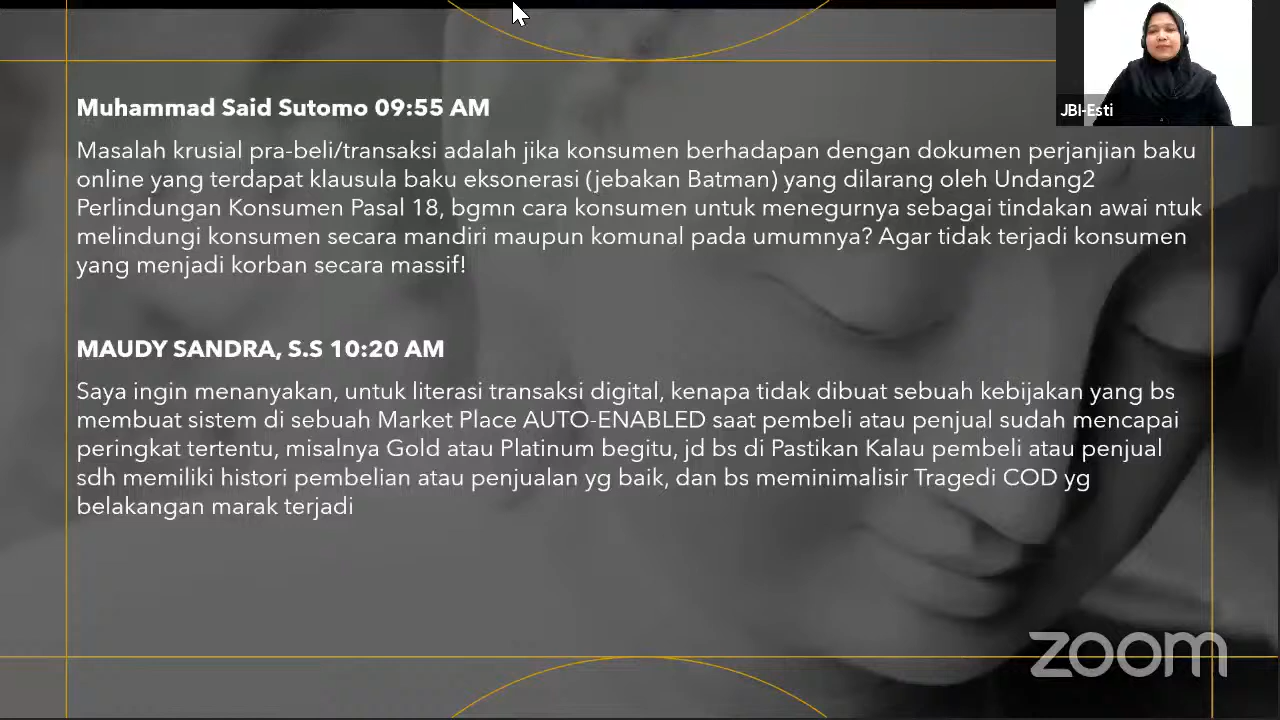 Muhammad Said Sutomo 09:55 AM
Masalah krusial pra-beli/transaksi adalah jika konsumen berhadapan dengan dokumen perjanjian baku
online yang terdapat klausula baku eksonerasi (jebakan Batman) yang dilarang oleh Undang2
Perlindungan Konsumen Pasal 18, bgmn cara konsumen untuk menegurnya sebagai tindakan awai ntuk
melindungi konsumen secara mandiri maupun komunal pada umumnya? Agar tidak terjadi konsumen
yang menjadi korban secara massif!
MAUDY SANDRA, S.S 10:20 AM
Saya ingin menanyakan, untuk literasi transaksi digital, kenapa tidak dibuat sebuah kebijakan yang bs
membuat sistem di sebuah Market Place AUTO-ENABLED saat pembeli atau penjual sudah mencapai
peringkat tertentu, misalnya Gold atau Platinum begitu, jd bs di Pastikan Kalau pembeli atau penjual
sdh memiliki histori pembelian atau penjualan yg baik, dan bs meminimalisir Tragedi COD yg
belakangan marak terjadi
JBI-Esti
zoom